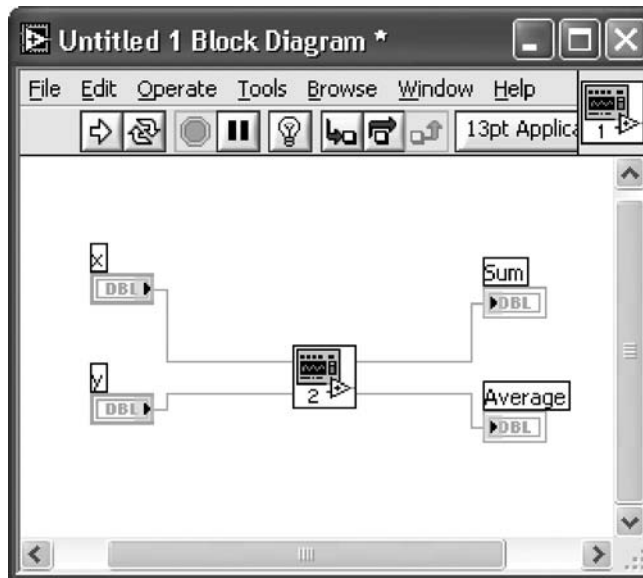 Untitled 1 Block Diagram *
File Edit Operate Tools Browse Window Help
13pt Applica
1
x
DBL
Sum
DBL
2
y
DBL
Average
DBL